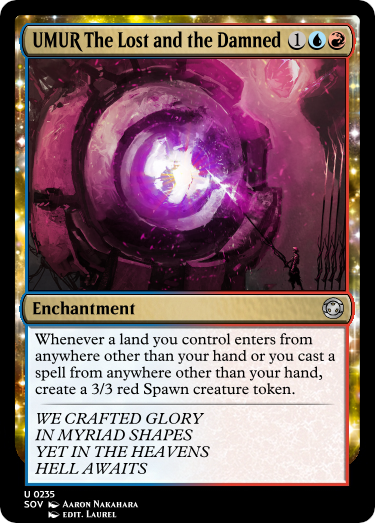 UMUR The Lost and the Damned 1
Enchantment
Whenever a land you control enters from
anywhere other than your hand or you cast a
spell from anywhere other than your hand,
create a 3/3 red Spawn creature token.
WE CRAFTED GLORY
IN MYRIAD SHAPES
YET IN THE HEAVENS
HELL AWAITS
U 0235
SOV AARON NAKAHARA
EDIT. LAUREL